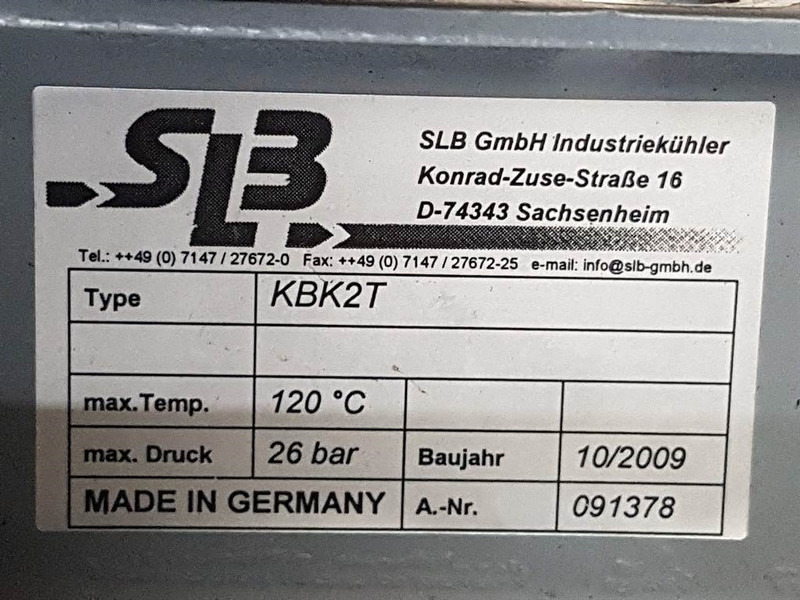 SLB
SLB GmbH Industriekühler
Konrad-Zuse-Straße 16
D-74343 Sachsenheim
Tel.: ++49 (0) 7147 / 27672-0 Fax: ++49 (0) 7147 / 27672-25 e-mail: info@slb-gmbh.de
Type KBK2T
max.Temp. 120 °C
max. Druck 26 bar Baujahr 10/2009
MADE IN GERMANY A.-Nr. 091378